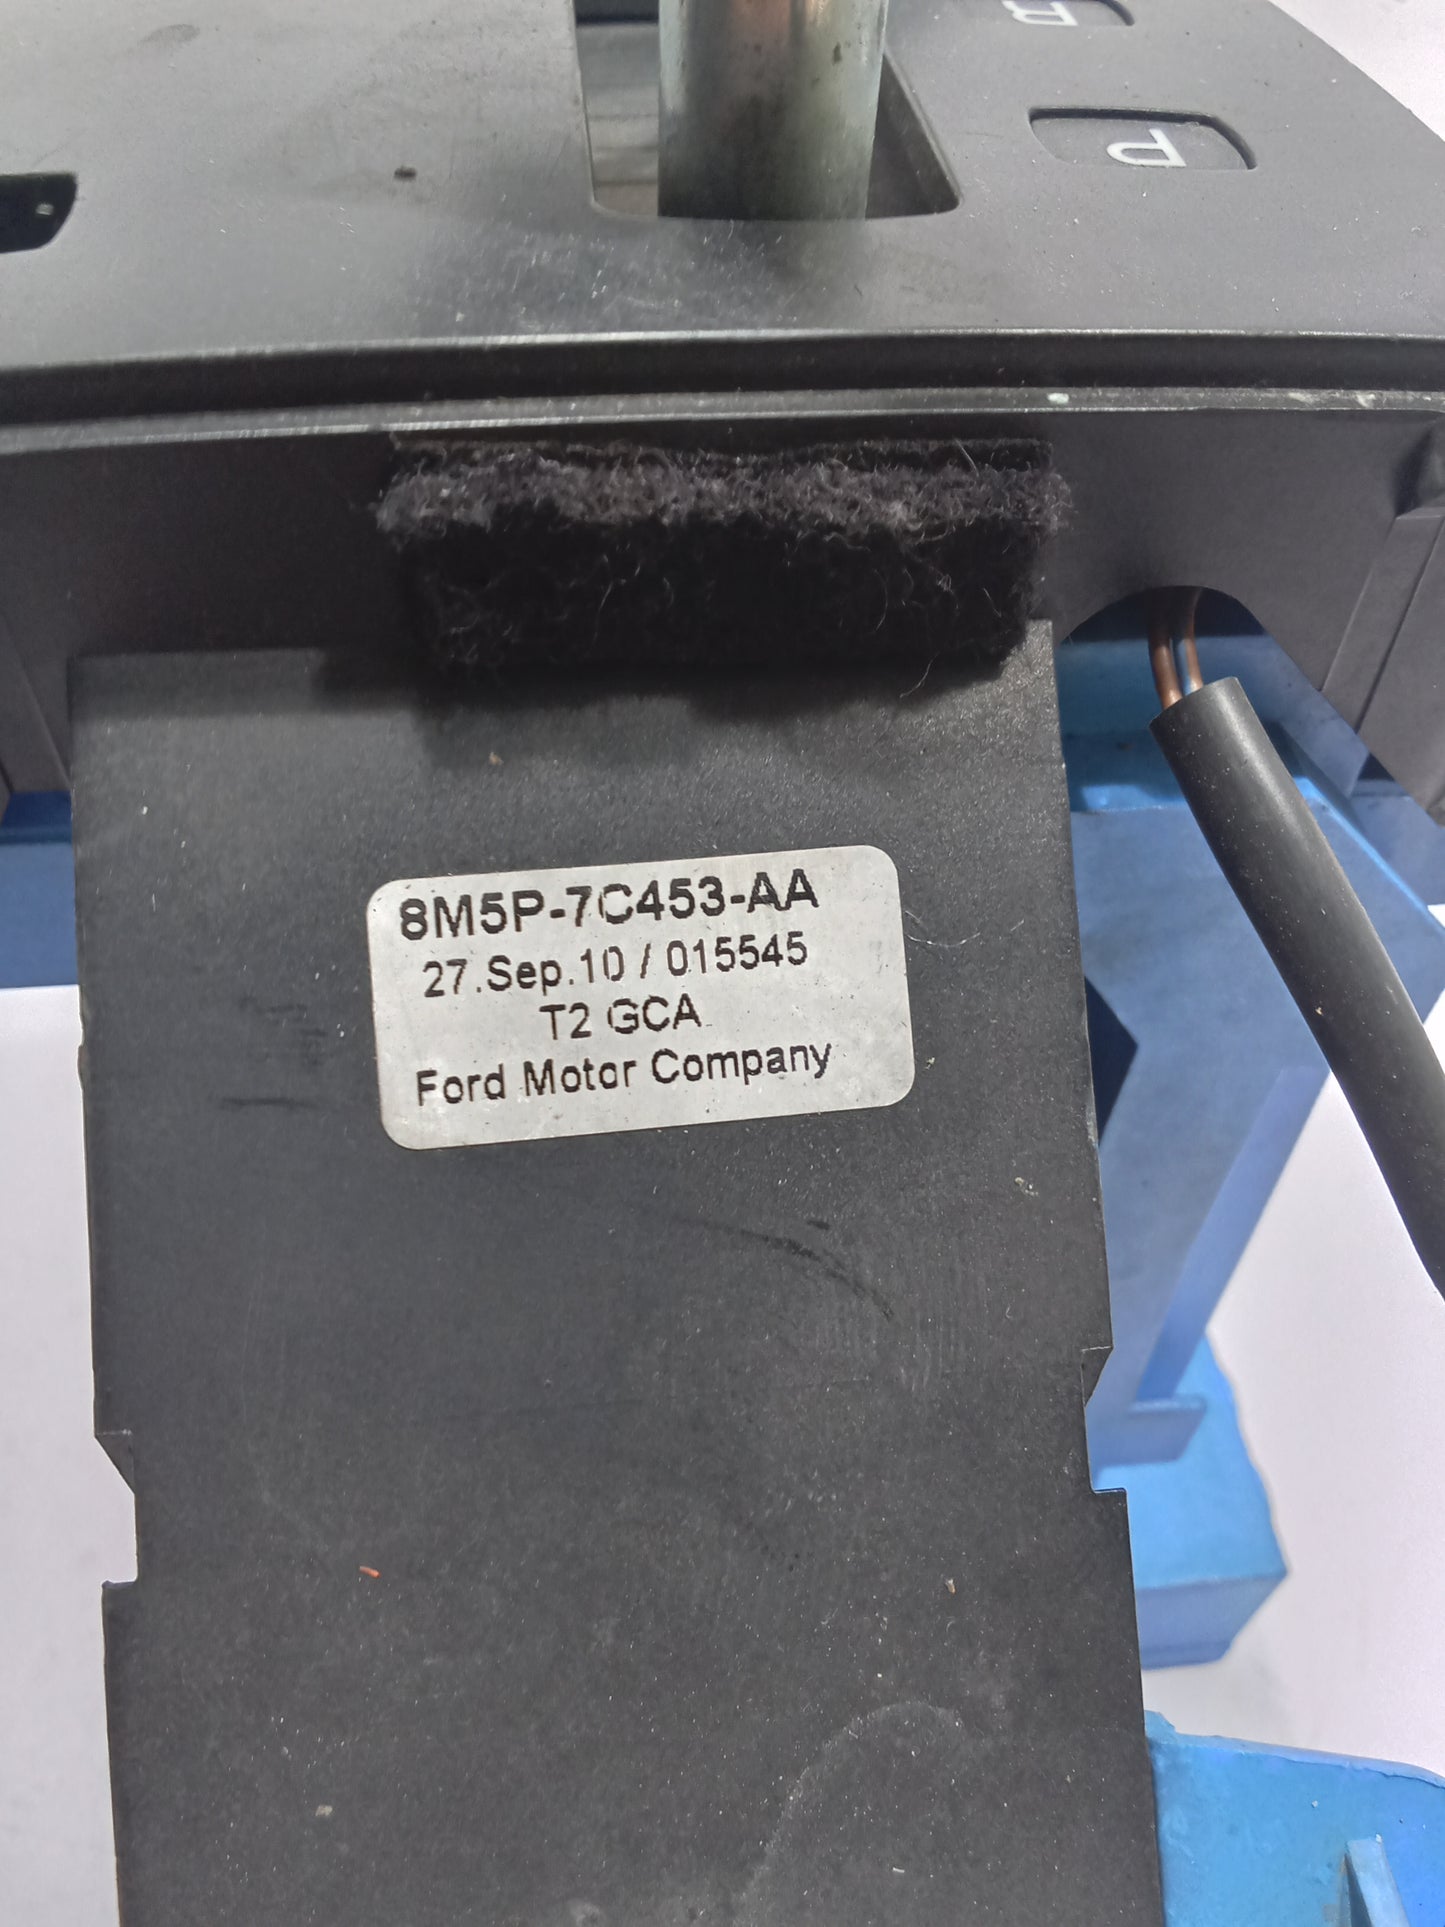 R
P
8M5P-7C453-AA
27.Sep.10 / 015545
T2 GCA
Ford Motor Company